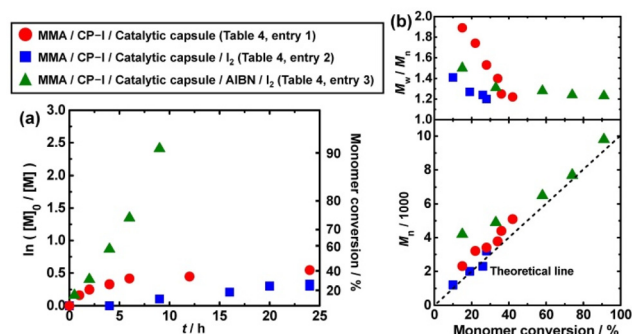 MMA / CP−I / Catalytic capsule (Table 4, entry 1)
MMA / CP−I / Catalytic capsule / I2 (Table 4, entry 2)
MMA / CP−I / Catalytic capsule / AIBN / I2 (Table 4, entry 3)
(a)
3.0
2.5
2.0
1.5
1.0
0.5
0.0
ln ( [M]0 / [M] )
90
80
70
60
40
20
Monomer conversion / %
0 5 10 15 20 25
t / h
(b)
2.0
1.8
1.6
1.4
1.2
1.0
Mw / Mn
10
8
6
4
2
0
Mn / 1000
Theoretical line
0 20 40 60 80 100
Monomer conversion / %